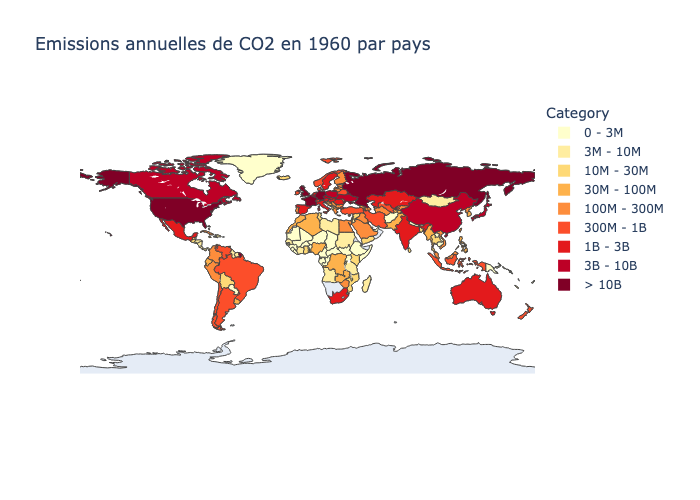 Emissions annuelles de CO2 en 1960 par pays
Category
0 - 3M
3M - 10M
10M - 30M
30M - 100M
100M - 300M
300M - 1B
1B - 3B
3B - 10B
> 10B